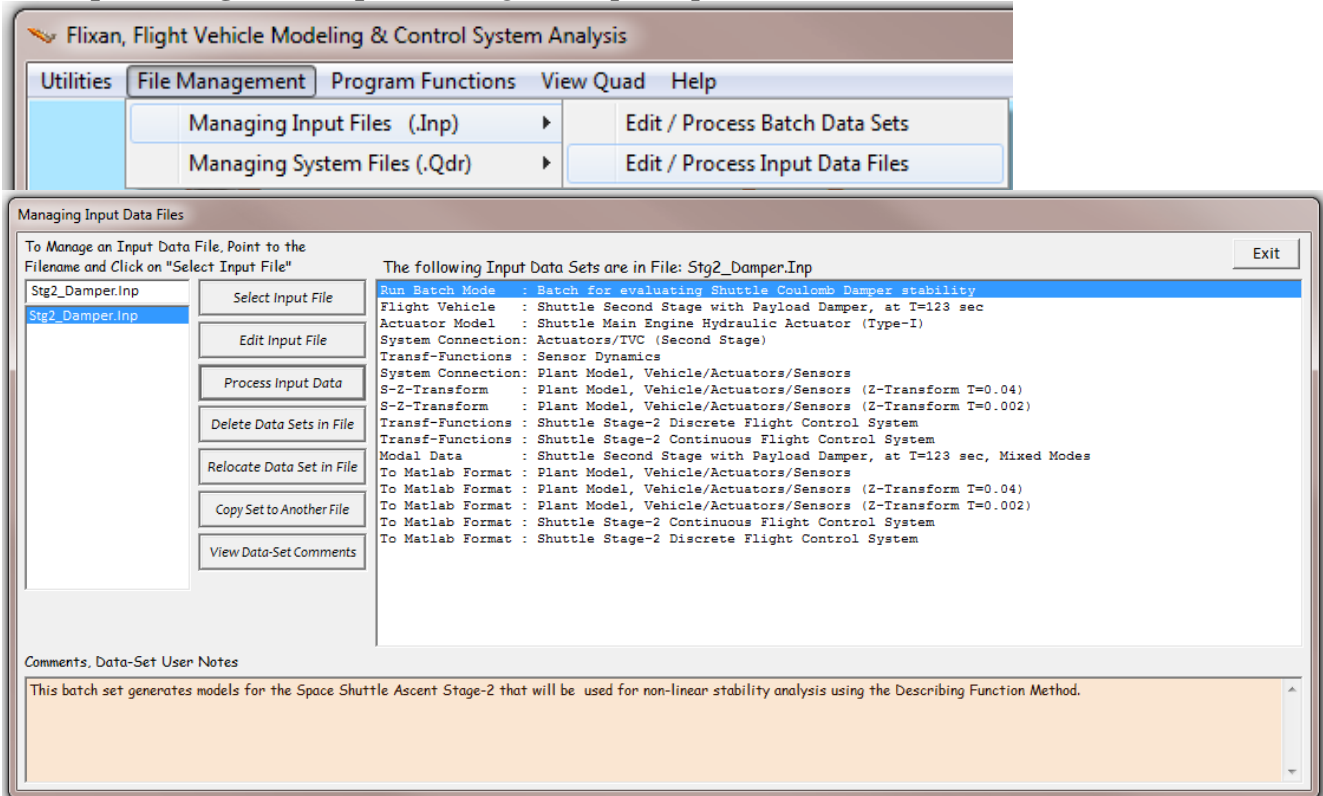 Flixan, Flight Vehicle Modeling & Control System Analysis
Utilities File Management Program Functions View Quad Help
Managing Input Files (.Inp) Edit / Process Batch Data Sets
Managing System Files (.Qdr) Edit / Process Input Data Files
Managing Input Data Files
To Manage an Input Data File, Point to the
Filename and Click on "Select Input File"
The following Input Data Sets are in File: Stg2_Damper.Inp
Exit
Stg2_Damper.Inp
Stg2_Damper.Inp
Select Input File
Edit Input File
Process Input Data
Delete Data Sets in File
Relocate Data Set in File
Copy Set to Another File
View Data-Set Comments
Run Batch Mode : Batch for evaluating Shuttle Coulomb Damper stability
Flight Vehicle : Shuttle Second Stage with Payload Damper, at T=123 sec
Actuator Model : Shuttle Main Engine Hydraulic Actuator (Type-I)
System Connection: Actuators/TVC (Second Stage)
Transf-Functions : Sensor Dynamics
System Connection: Plant Model, Vehicle/Actuators/Sensors
S-Z-Transform : Plant Model, Vehicle/Actuators/Sensors (Z-Transform T=0.04)
S-Z-Transform : Plant Model, Vehicle/Actuators/Sensors (Z-Transform T=0.002)
Transf-Functions : Shuttle Stage-2 Discrete Flight Control System
Transf-Functions : Shuttle Stage-2 Continuous Flight Control System
Modal Data : Shuttle Second Stage with Payload Damper, at T=123 sec, Mixed Modes
To Matlab Format : Plant Model, Vehicle/Actuators/Sensors
To Matlab Format : Plant Model, Vehicle/Actuators/Sensors (Z-Transform T=0.04)
To Matlab Format : Plant Model, Vehicle/Actuators/Sensors (Z-Transform T=0.002)
To Matlab Format : Shuttle Stage-2 Continuous Flight Control System
To Matlab Format : Shuttle Stage-2 Discrete Flight Control System
Comments, Data-Set User Notes
This batch set generates models for the Space Shuttle Ascent Stage-2 that will be used for non-linear stability analysis using the Describing Function Method.